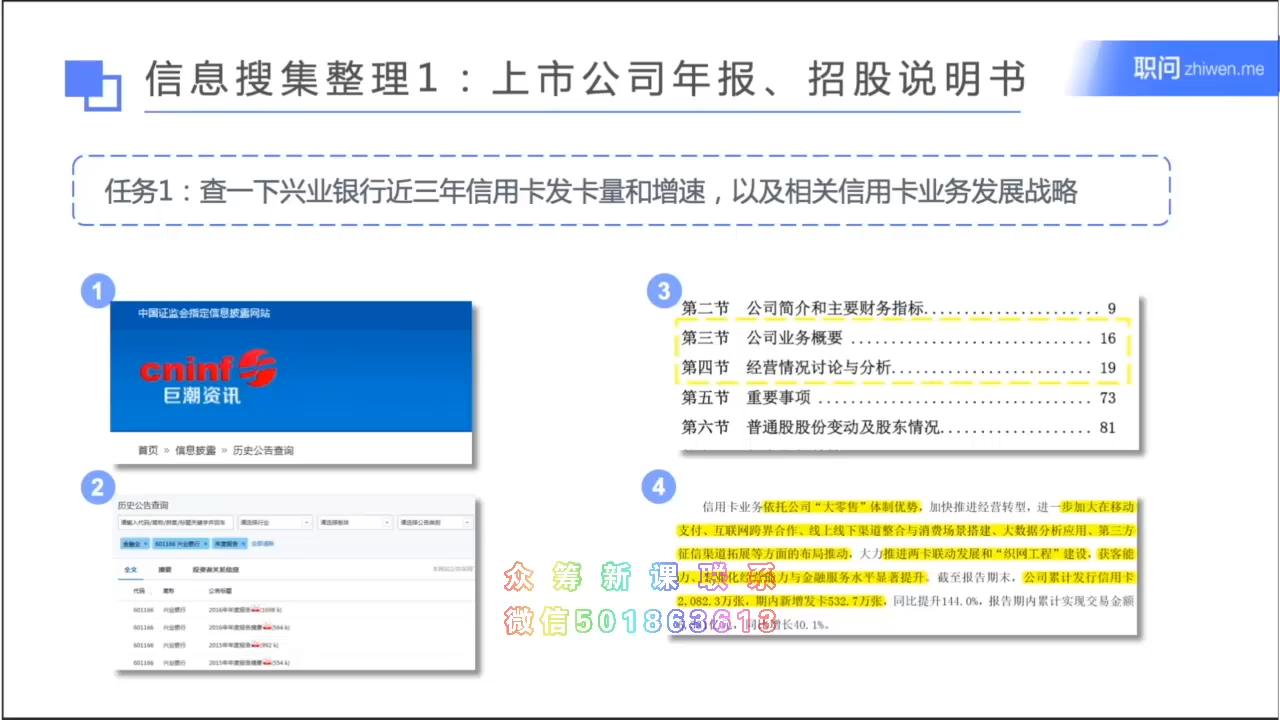 信息搜集整理1：上市公司年报、招股说明书
职问 zhiwen.me
任务1：查一下兴业银行近三年信用卡发卡量和增速，以及相关信用卡业务发展战略
1
中国证监会指定信息披露网站
cninf
巨潮资讯
首页 » 信息披露 » 历史公告查询
2
历史公告查询
请输入代码/简称/拼音/标题关键字并回车 请选择行业 请选择板块 请选择公告类别
金融业 × 601166 兴业银行 × 年度报告 ×
全文 摘要 投资者关系信息
代码 简称 公告标题
601166 兴业银行 2016年年度报告
601166 兴业银行 2016年年度报告摘要
601166 兴业银行 2015年年度报告
601166 兴业银行 2015年年度报告摘要(554 k)
3
第二节 公司简介和主要财务指标 9
第三节 公司业务概要 16
第四节 经营情况讨论与分析 19
第五节 重要事项 73
第六节 普通股股份变动及股东情况 81
4
信用卡业务依托公司“大零售”体制优势，加快推进经营转型，进一步加大在移动
支付、互联网跨界合作、线上线下渠道整合与消费场景搭建、大数据分析应用、第三方
征信渠道拓展等方面的布局推动，大力推进两卡联动发展和“织网工程”建设，获客能
力、经营能力与金融服务水平显著提升。截至报告期末，公司累计发行信用卡
2,082.3万张，期内新增发卡532.7万张，同比提升144.0%，报告期内累计实现交易金额
同比增长40.1%。
众筹新课联系
微信501863613